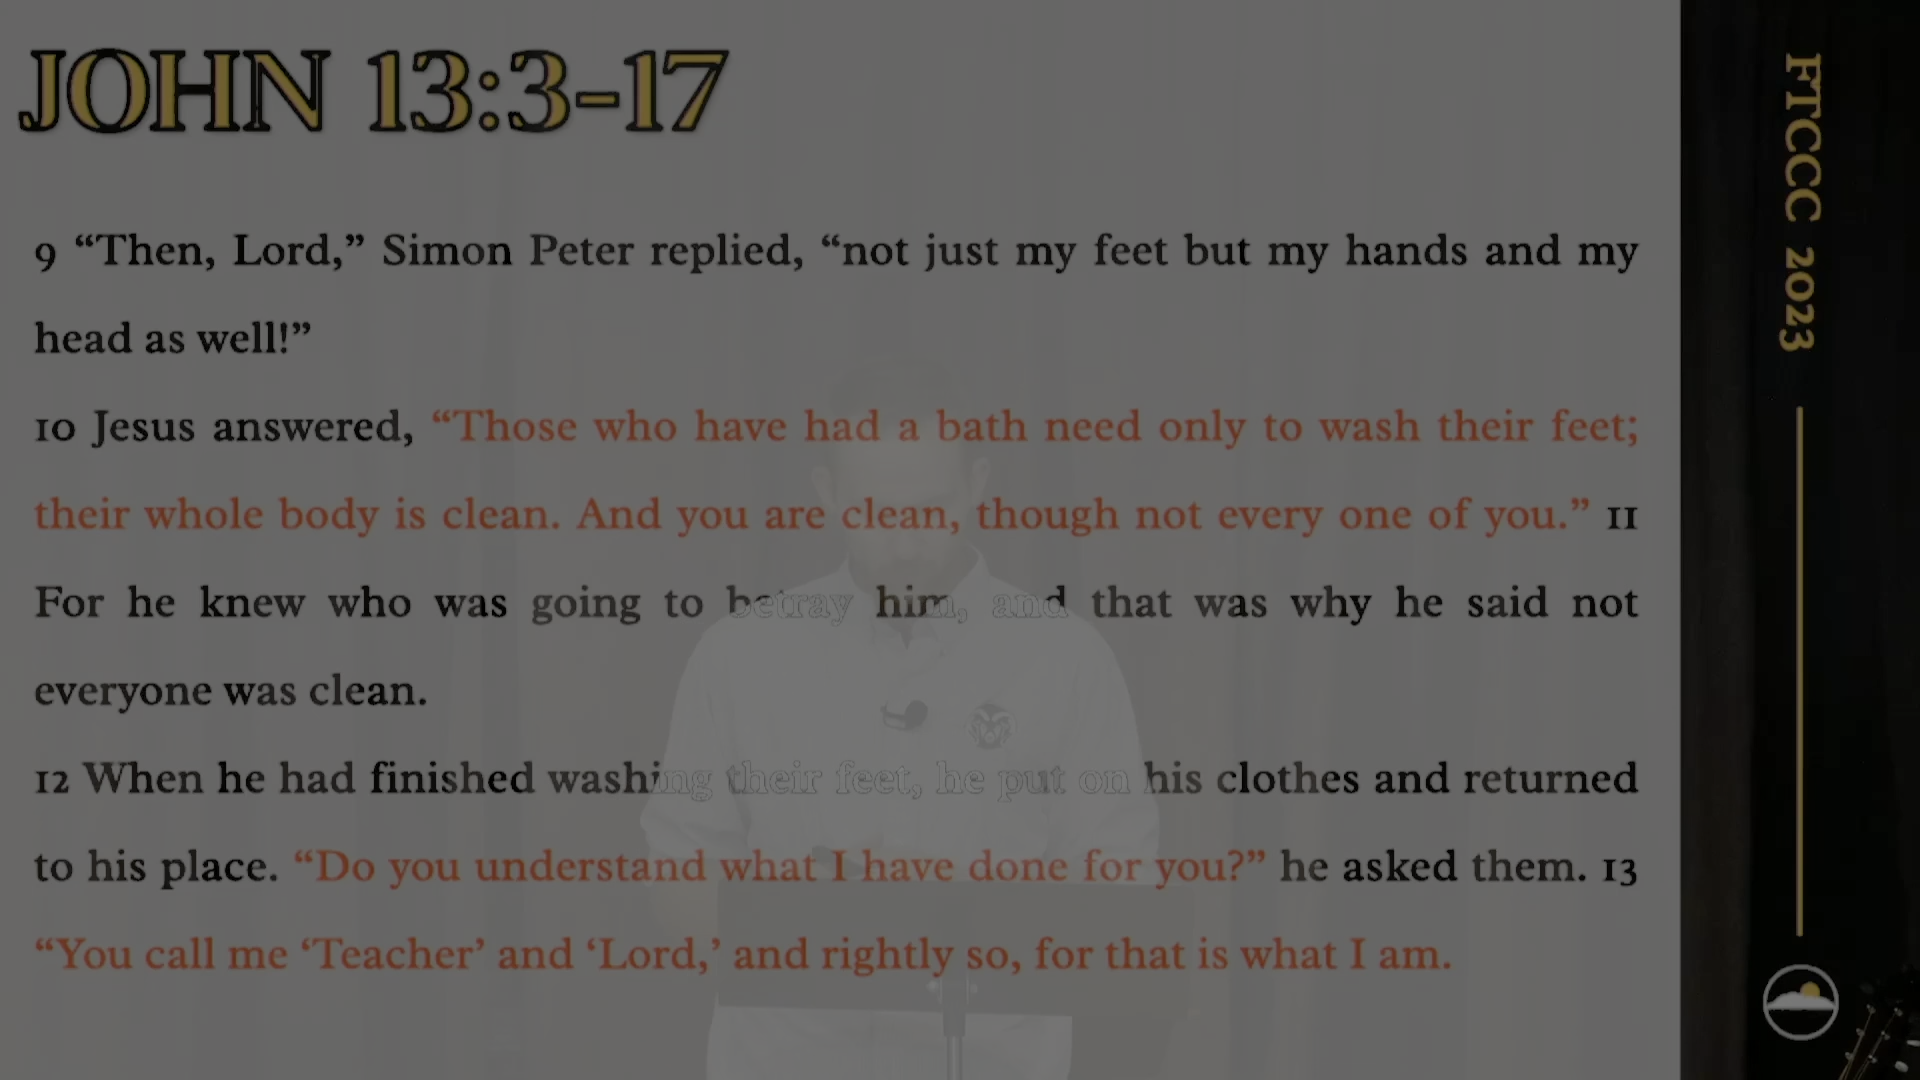 JOHN 13:3-17
9 “Then, Lord,” Simon Peter replied, “not just my feet but my hands and my
head as well!”
10 Jesus answered, “Those who have had a bath need only to wash their feet;
their whole body is clean. And you are clean, though not every one of you.” 11
For he knew who was going to betray him, and that was why he said not
everyone was clean.
12 When he had finished washing their feet, he put on his clothes and returned
to his place. “Do you understand what I have done for you?” he asked them. 13
“You call me ‘Teacher’ and ‘Lord,’ and rightly so, for that is what I am.
FTCCC 2023